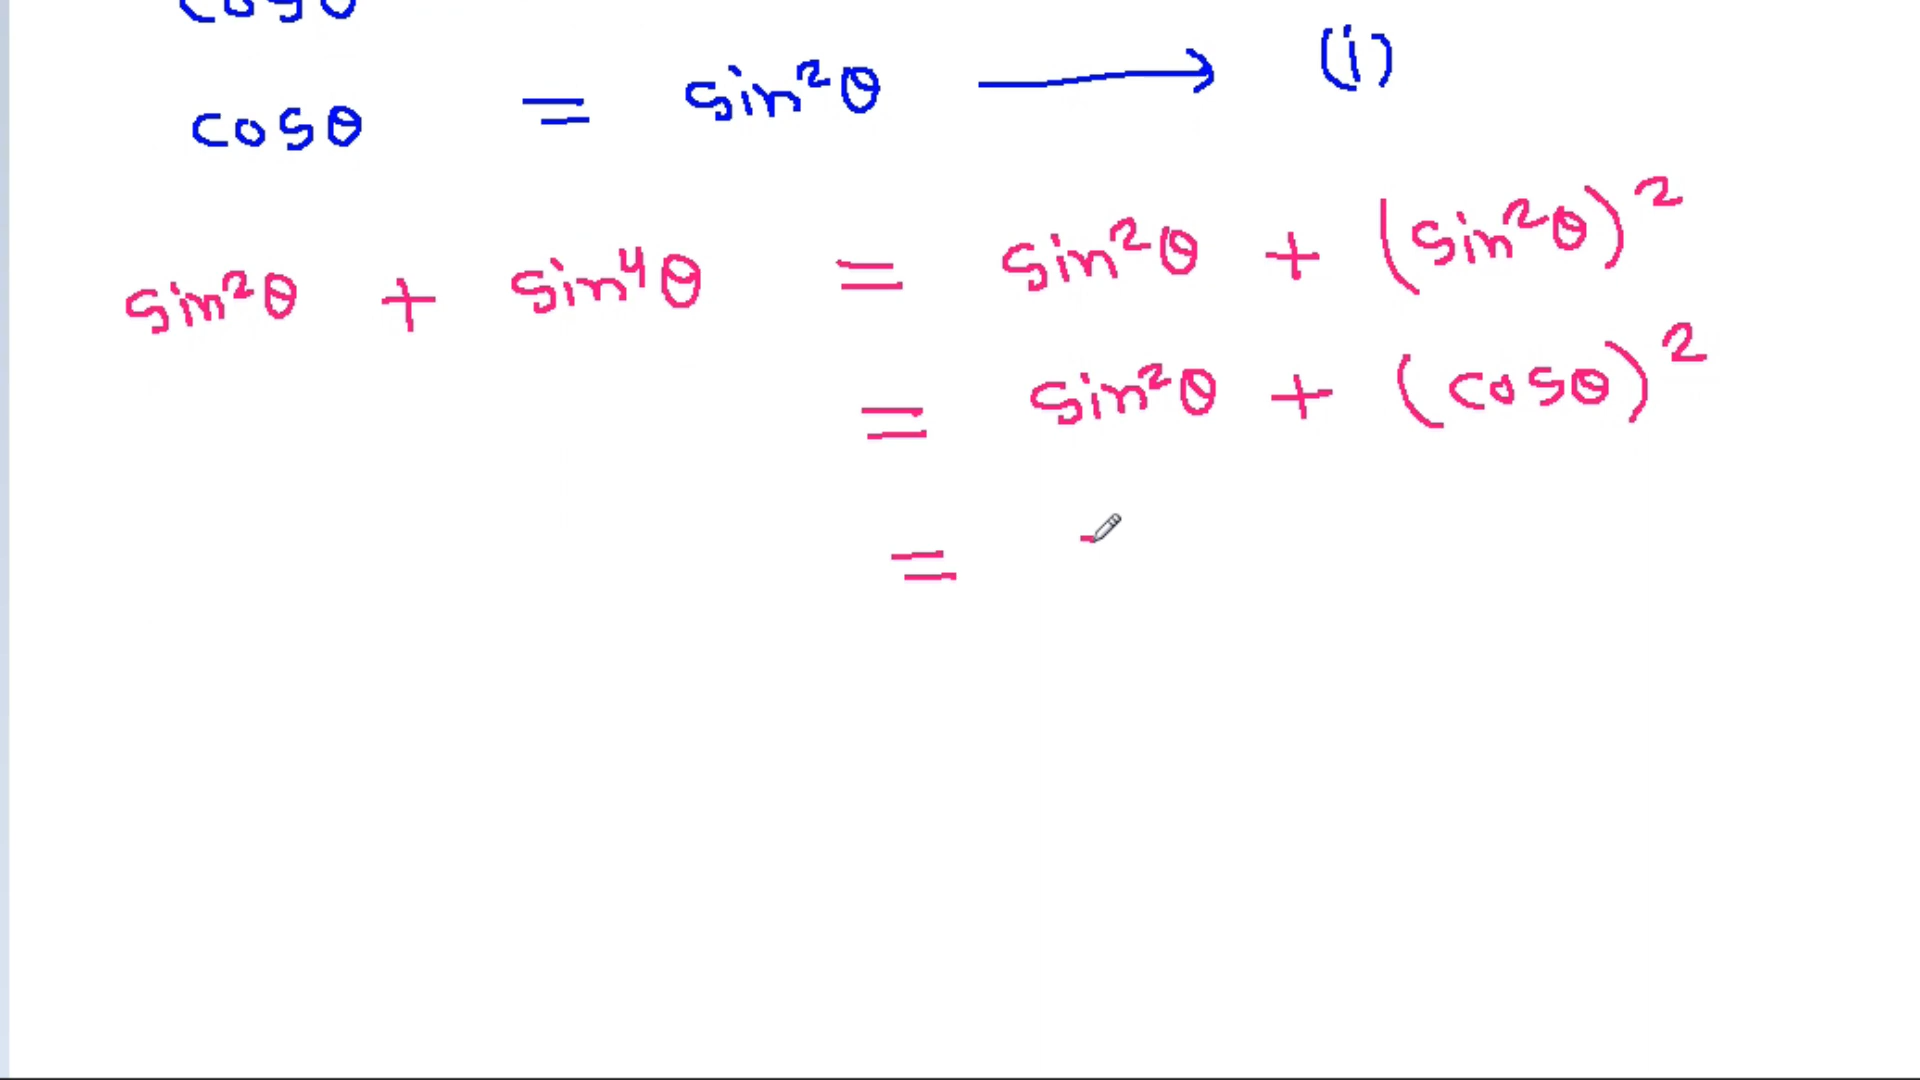 cosθ = sin²θ ⟶ (i)
sin²θ + sin⁴θ = sin²θ + (sin²θ)²
= sin²θ + (cosθ)²
=